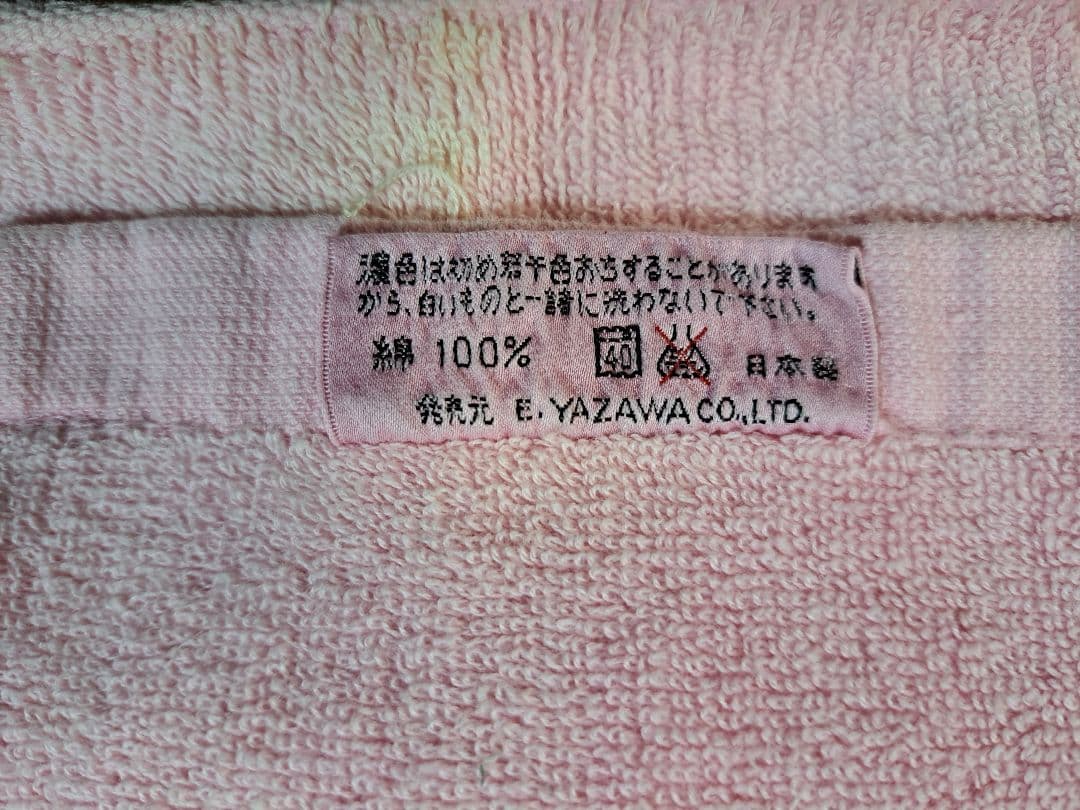 濃色は初め若干色おちすることがあります
から、白いものと一諸に洗わないで下さい。
綿 100% 40 日本製
発売元 E. YAZAWA CO.,LTD.